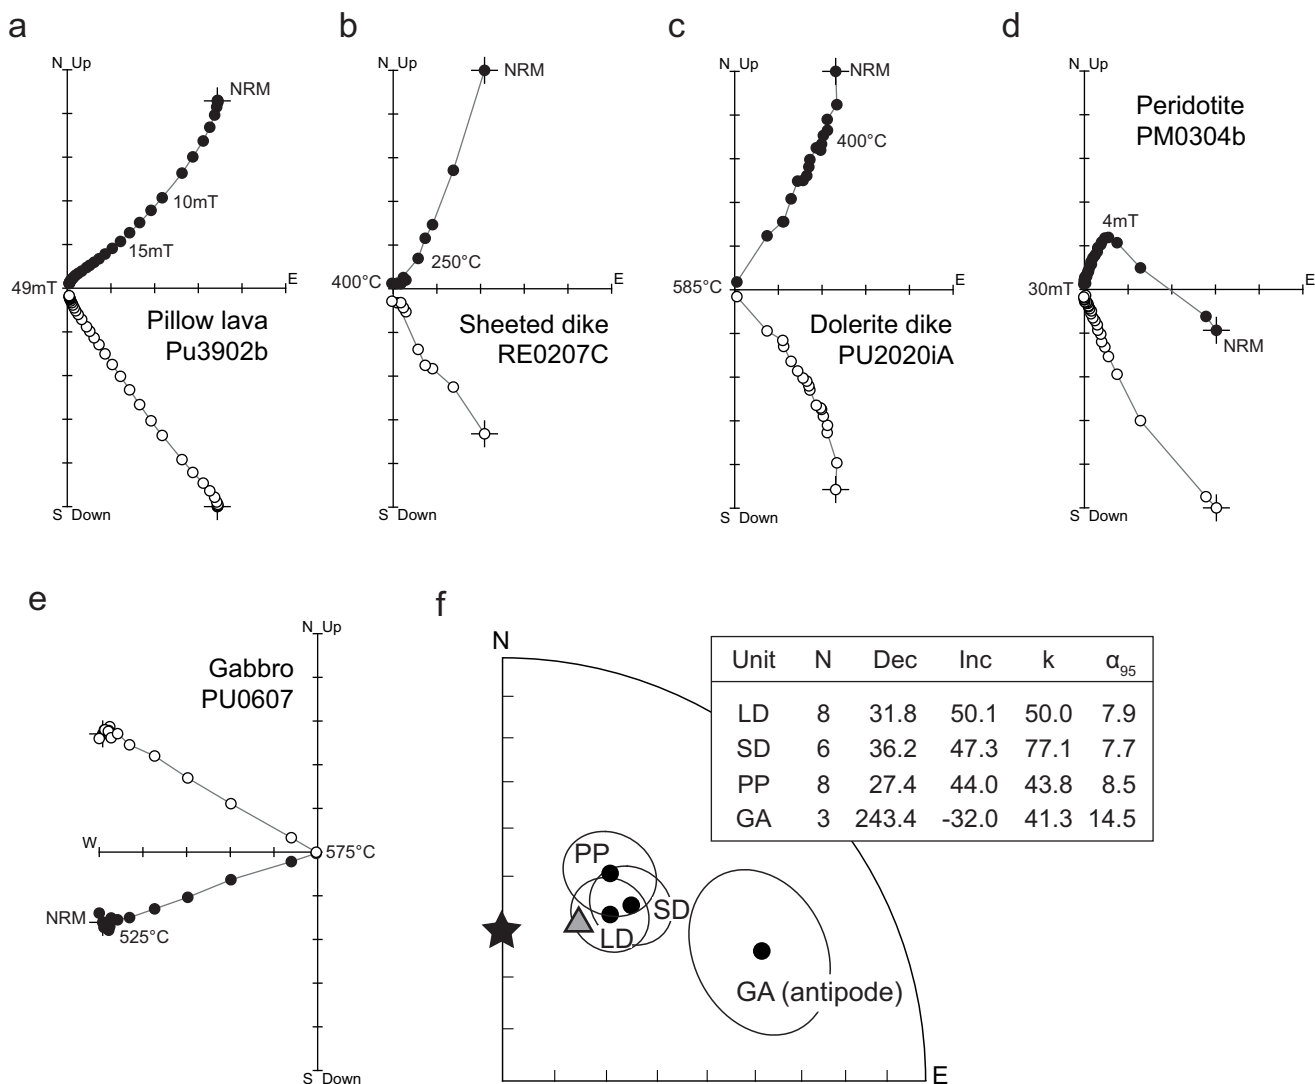 a
N Up
NRM
10mT
15mT
49mT
E
Pillow lava
Pu3902b
S Down
b
N Up
NRM
250°C
400°C
E
Sheeted dike
RE0207C
S Down
c
N Up
NRM
400°C
585°C
E
Dolerite dike
PU2020iA
S Down
d
N Up
Peridotite
PM0304b
4mT
30mT
E
NRM
S Down
e
N Up
Gabbro
PU0607
W
575°C
NRM
525°C
S Down
f
N
Unit N Dec Inc k α95
LD 8 31.8 50.1 50.0 7.9
SD 6 36.2 47.3 77.1 7.7
PP 8 27.4 44.0 43.8 8.5
GA 3 243.4 -32.0 41.3 14.5
PP
SD
LD
GA (antipode)
E